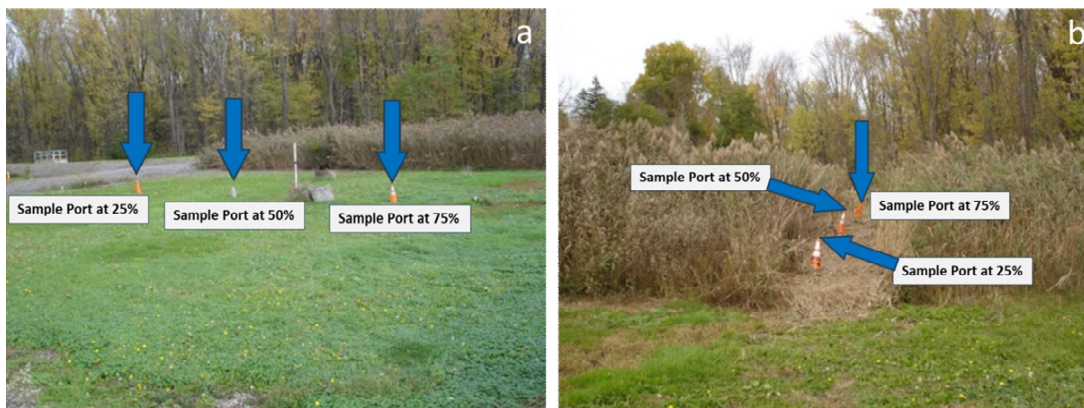 a
Sample Port at 25%
Sample Port at 50%
Sample Port at 75%
b
Sample Port at 50%
Sample Port at 75%
Sample Port at 25%